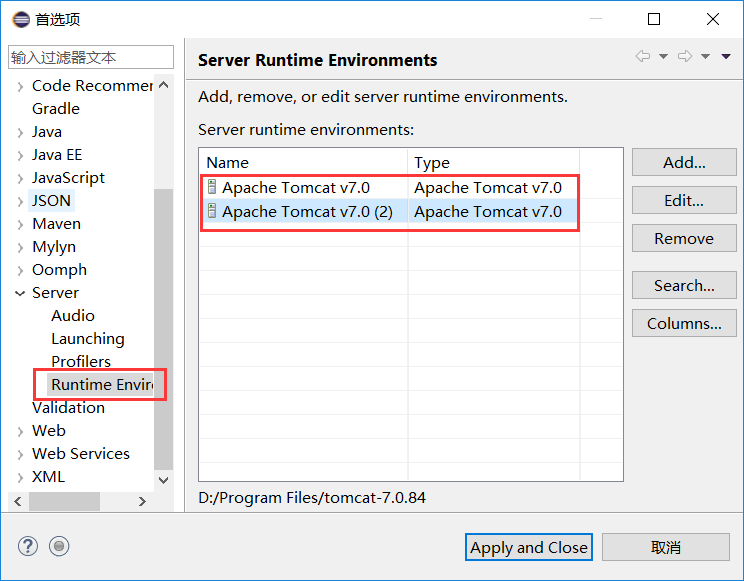 首选项
输入过滤器文本
Code Recommer
Gradle
Java
Java EE
JavaScript
JSON
Maven
Mylyn
Oomph
Server
Audio
Launching
Profilers
Runtime Envir
Validation
Web
Web Services
XML
Server Runtime Environments
Add, remove, or edit server runtime environments.
Server runtime environments:
Name Type
Apache Tomcat v7.0 Apache Tomcat v7.0
Apache Tomcat v7.0 (2) Apache Tomcat v7.0
Add...
Edit...
Remove
Search...
Columns...
D:/Program Files/tomcat-7.0.84
Apply and Close
取消